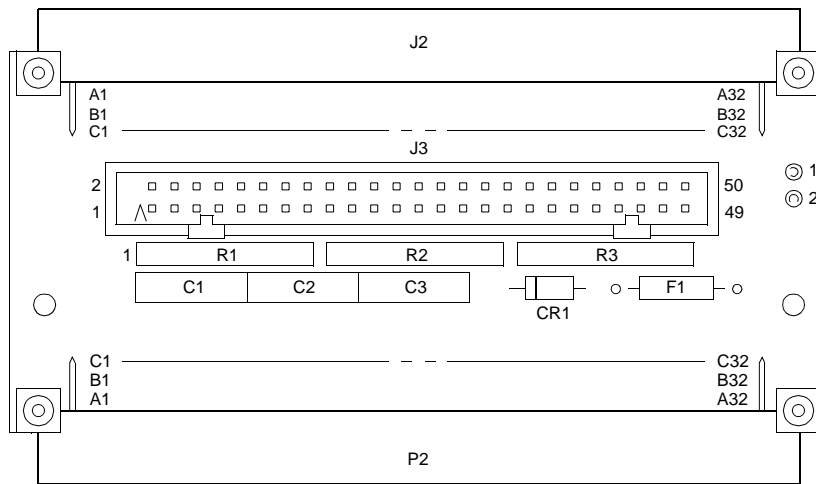 J2
A1 A32
B1 B32
C1 C32
J3
2 50 1
1 49 2
1 R1 R2 R3
C1 C2 C3 F1
CR1
C1 C32
B1 B32
A1 A32
P2